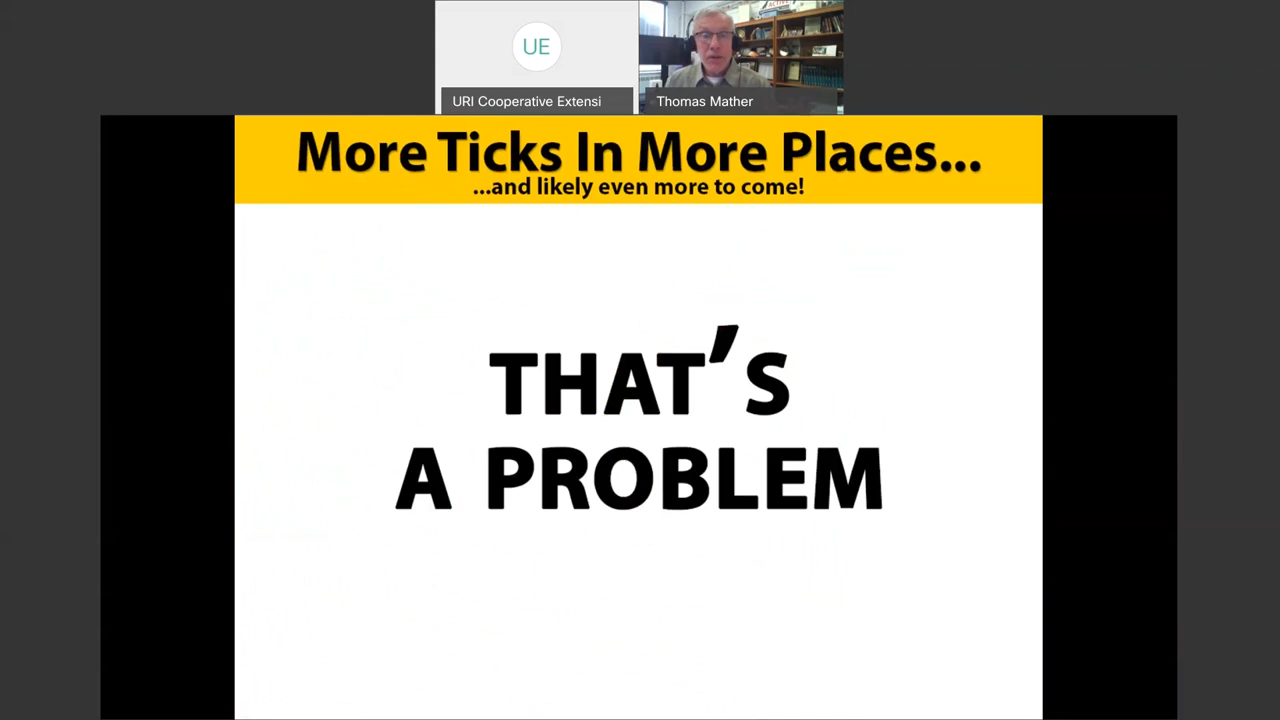 UE
URI Cooperative Extensi
Thomas Mather
More Ticks In More Places...
...and likely even more to come!
THAT'S
A PROBLEM